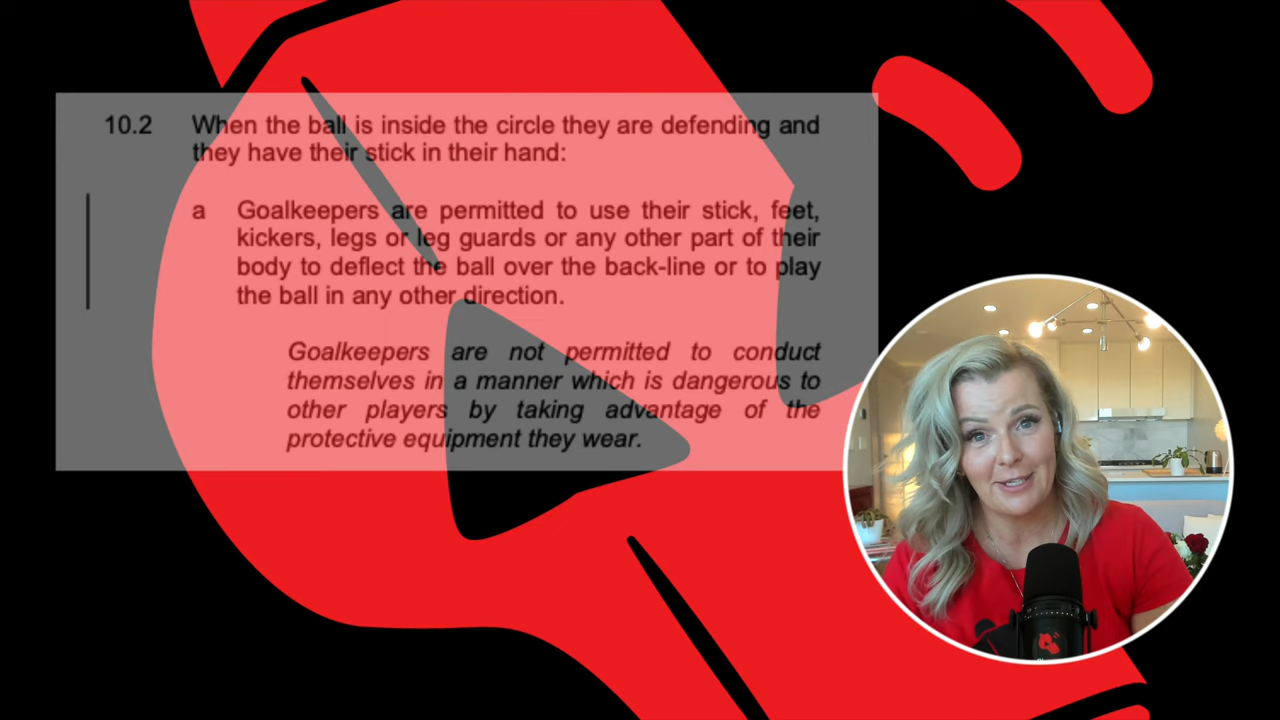 10.2 When the ball is inside the circle they are defending and
they have their stick in their hand:
a Goalkeepers are permitted to use their stick, feet,
kickers, legs or leg guards or any other part of their
body to deflect the ball over the back-line or to play
the ball in any other direction.
Goalkeepers are not permitted to conduct
themselves in a manner which is dangerous to
other players by taking advantage of the
protective equipment they wear.